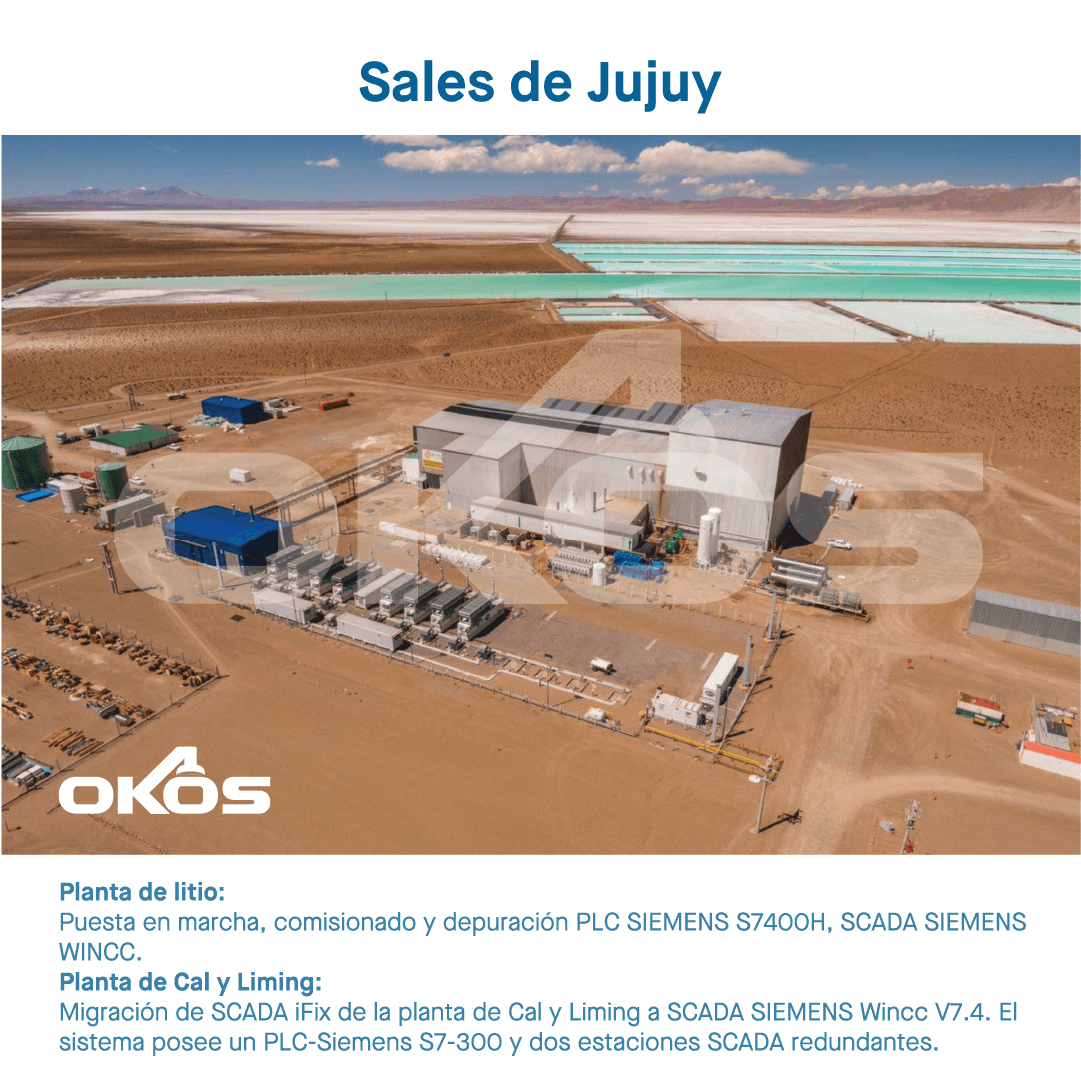 Sales de Jujuy
OKOS
OKOS
Planta de litio:
Puesta en marcha, comisionado y depuración PLC SIEMENS S7400H, SCADA SIEMENS
WINCC.
Planta de Cal y Liming:
Migración de SCADA iFix de la planta de Cal y Liming a SCADA SIEMENS Wincc V7.4. El
sistema posee un PLC-Siemens S7-300 y dos estaciones SCADA redundantes.